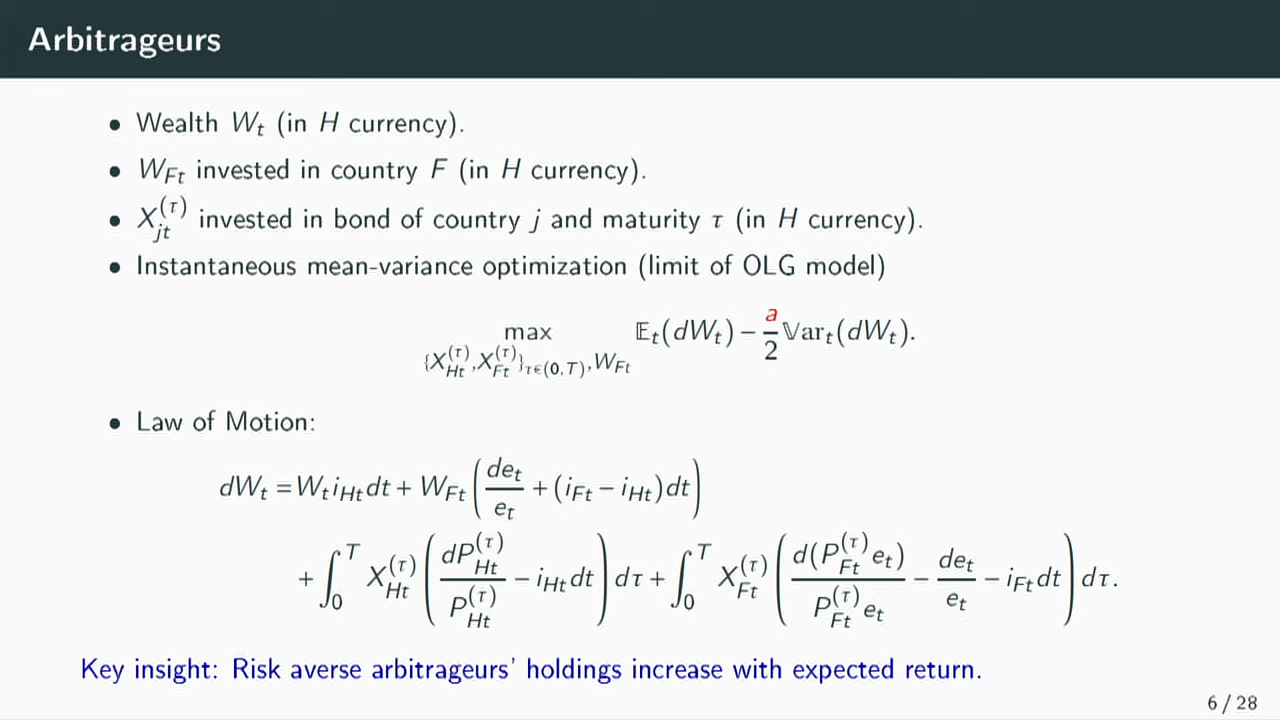 Arbitrageurs
• Wealth W_t (in H currency).
• W_{Ft} invested in country F (in H currency).
• X_{jt}^{(τ)} invested in bond of country j and maturity τ (in H currency).
• Instantaneous mean-variance optimization (limit of OLG model)
max_{{X_{Ht}^{(τ)}, X_{Ft}^{(τ)}}_{τ∈(0,T)}, W_{Ft}} 𝔼_t(dW_t) − \frac{a}{2} 𝕍ar_t(dW_t).
• Law of Motion:
dW_t = W_t i_{Ht} dt + W_{Ft} \left( \frac{de_t}{e_t} + (i_{Ft} − i_{Ht}) dt \right)
+ \int_0^T X_{Ht}^{(τ)} \left( \frac{dP_{Ht}^{(τ)}}{P_{Ht}^{(τ)}} − i_{Ht} dt \right) dτ + \int_0^T X_{Ft}^{(τ)} \left( \frac{d(P_{Ft}^{(τ)} e_t)}{P_{Ft}^{(τ)} e_t} − \frac{de_t}{e_t} − i_{Ft} dt \right) dτ.
Key insight: Risk averse arbitrageurs' holdings increase with expected return.
6 / 28